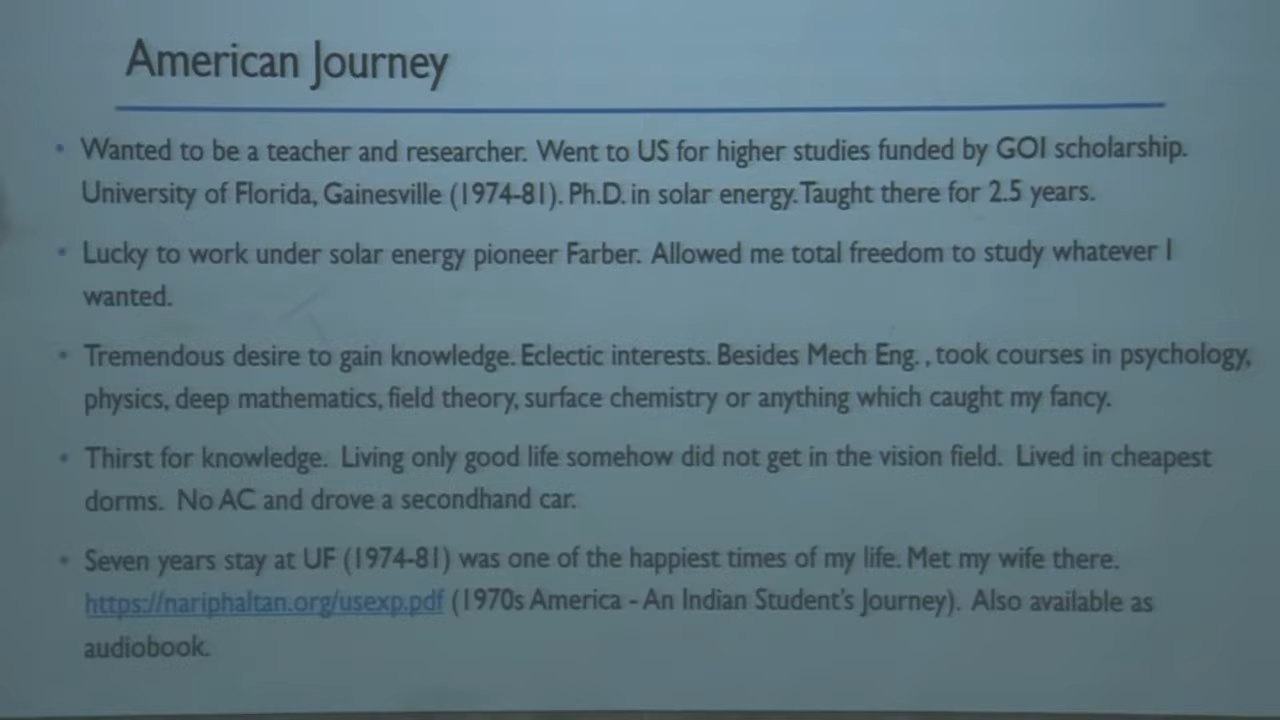 American Journey
• Wanted to be a teacher and researcher. Went to US for higher studies funded by GOI scholarship.
University of Florida, Gainesville (1974-81). Ph.D. in solar energy. Taught there for 2.5 years.
• Lucky to work under solar energy pioneer Farber. Allowed me total freedom to study whatever I
wanted.
• Tremendous desire to gain knowledge. Eclectic interests. Besides Mech Eng. , took courses in psychology,
physics, deep mathematics, field theory, surface chemistry or anything which caught my fancy.
• Thirst for knowledge. Living only good life somehow did not get in the vision field. Lived in cheapest
dorms. No AC and drove a secondhand car.
• Seven years stay at UF (1974-81) was one of the happiest times of my life. Met my wife there.
https://nariphaltan.org/usexp.pdf (1970s America - An Indian Student's Journey). Also available as
audiobook.